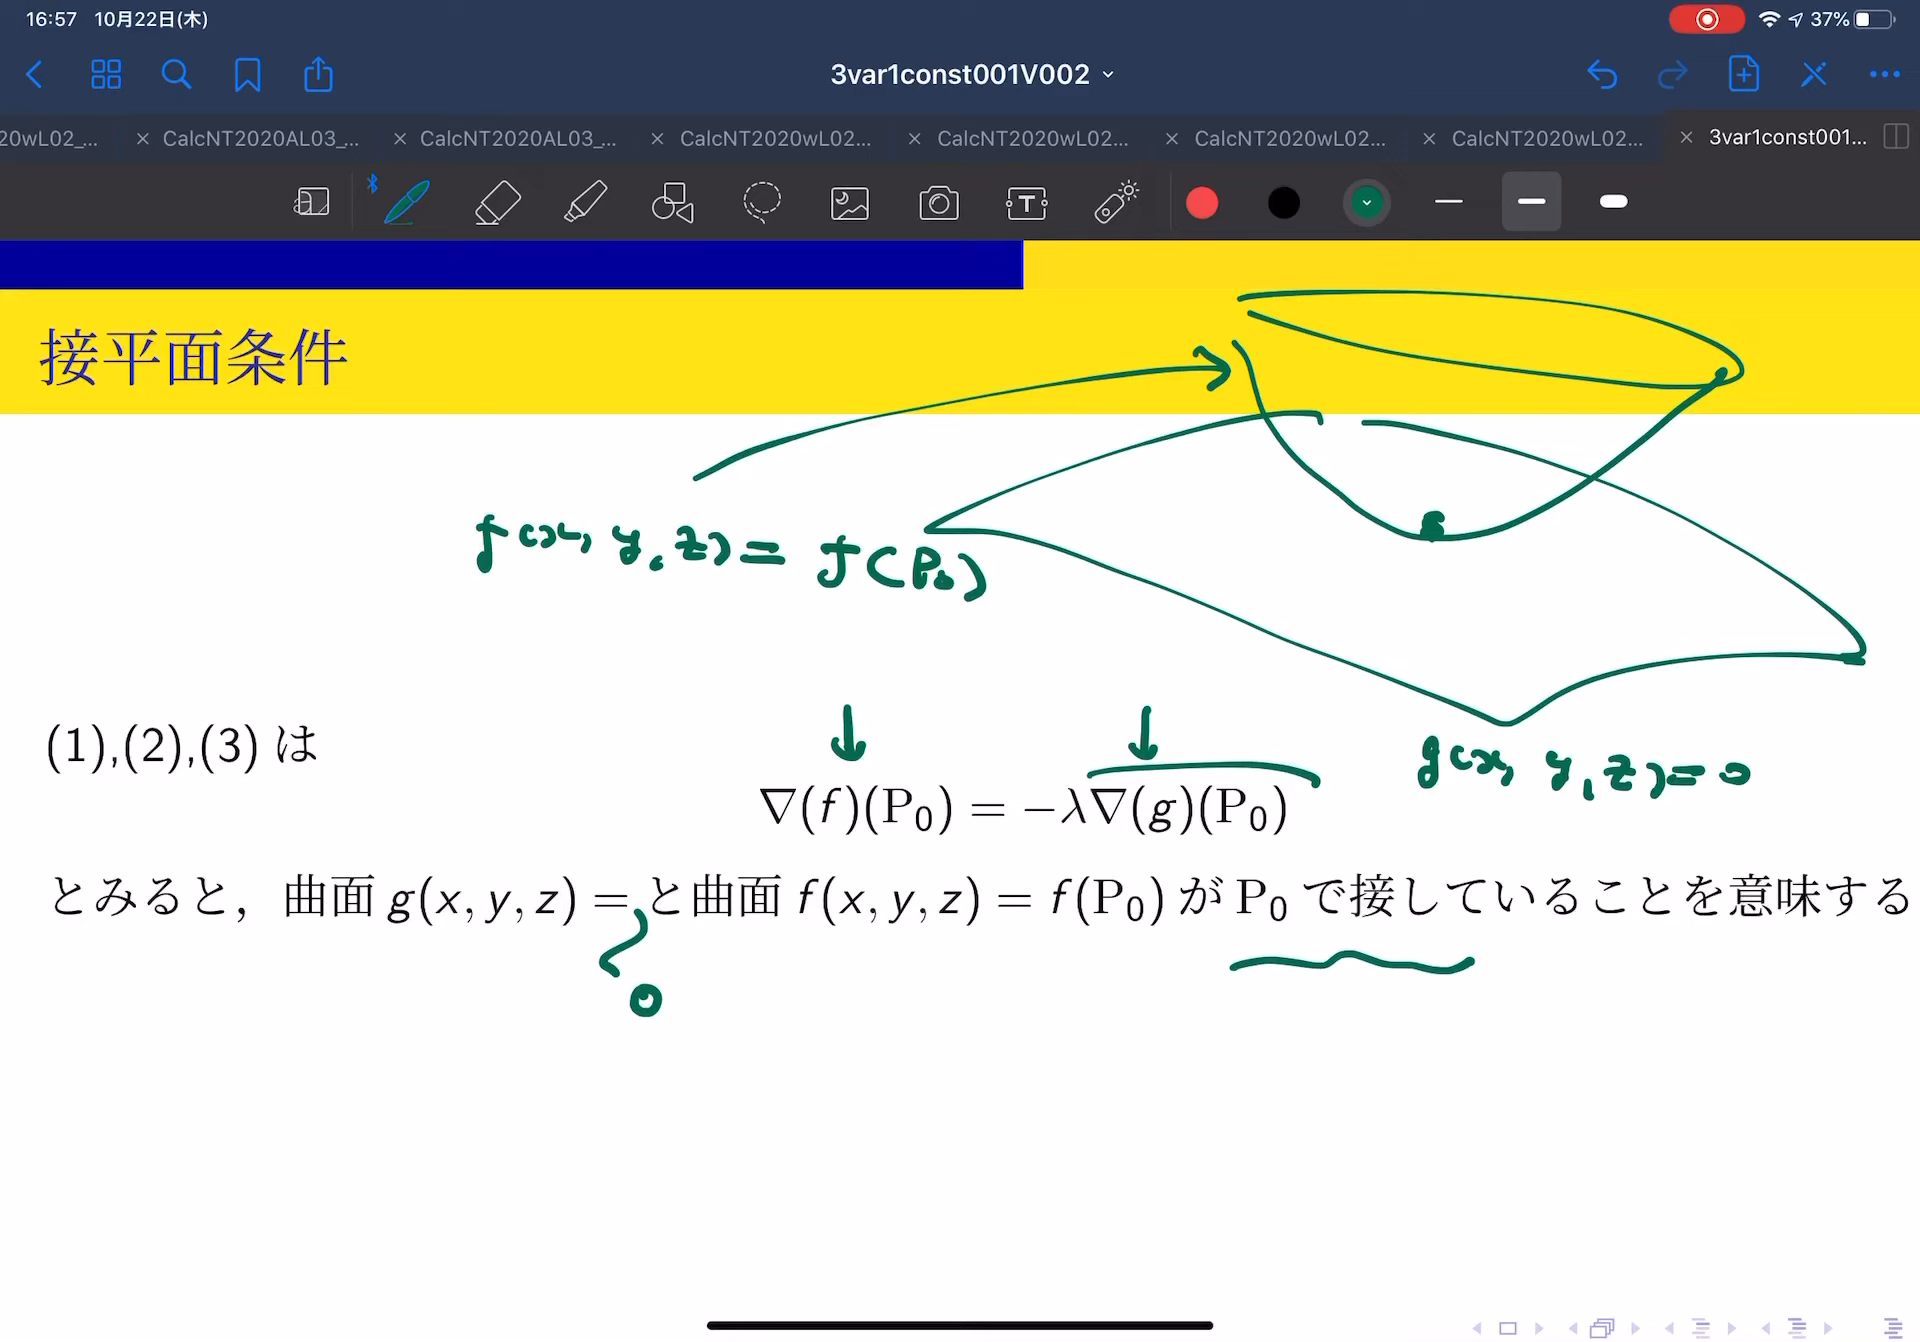 16:57 10月22日(木)
37%
3var1const001V002
20wL02_...
CalcNT2020AL03_...
CalcNT2020AL03_...
CalcNT2020wL02...
CalcNT2020wL02...
CalcNT2020wL02...
CalcNT2020wL02...
3var1const001...
接平面条件
f(x, y, z) = f(P₀)
(1),(2),(3) は
g(x, y, z) = 0
∇(f)(P₀) = −λ∇(g)(P₀)
とみると，曲面 g(x, y, z) = と曲面 f(x, y, z) = f(P₀) が P₀ で接していることを意味する
0